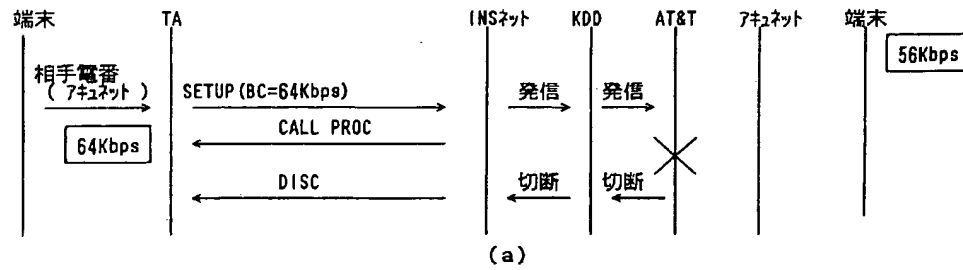 端末 TA INSネット KDD AT&T アキュネット 端末
56Kbps
相手電番
(アキュネット) SETUP(BC=64Kbps) 発信 発信
CALL PROC
64Kbps
DISC 切断 切断
(a)